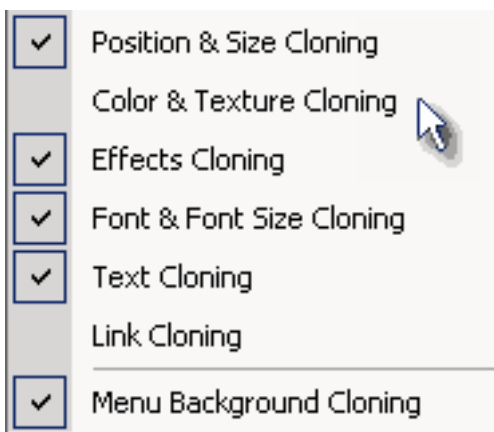 Position & Size Cloning
Color & Texture Cloning
Effects Cloning
Font & Font Size Cloning
Text Cloning
Link Cloning
Menu Background Cloning